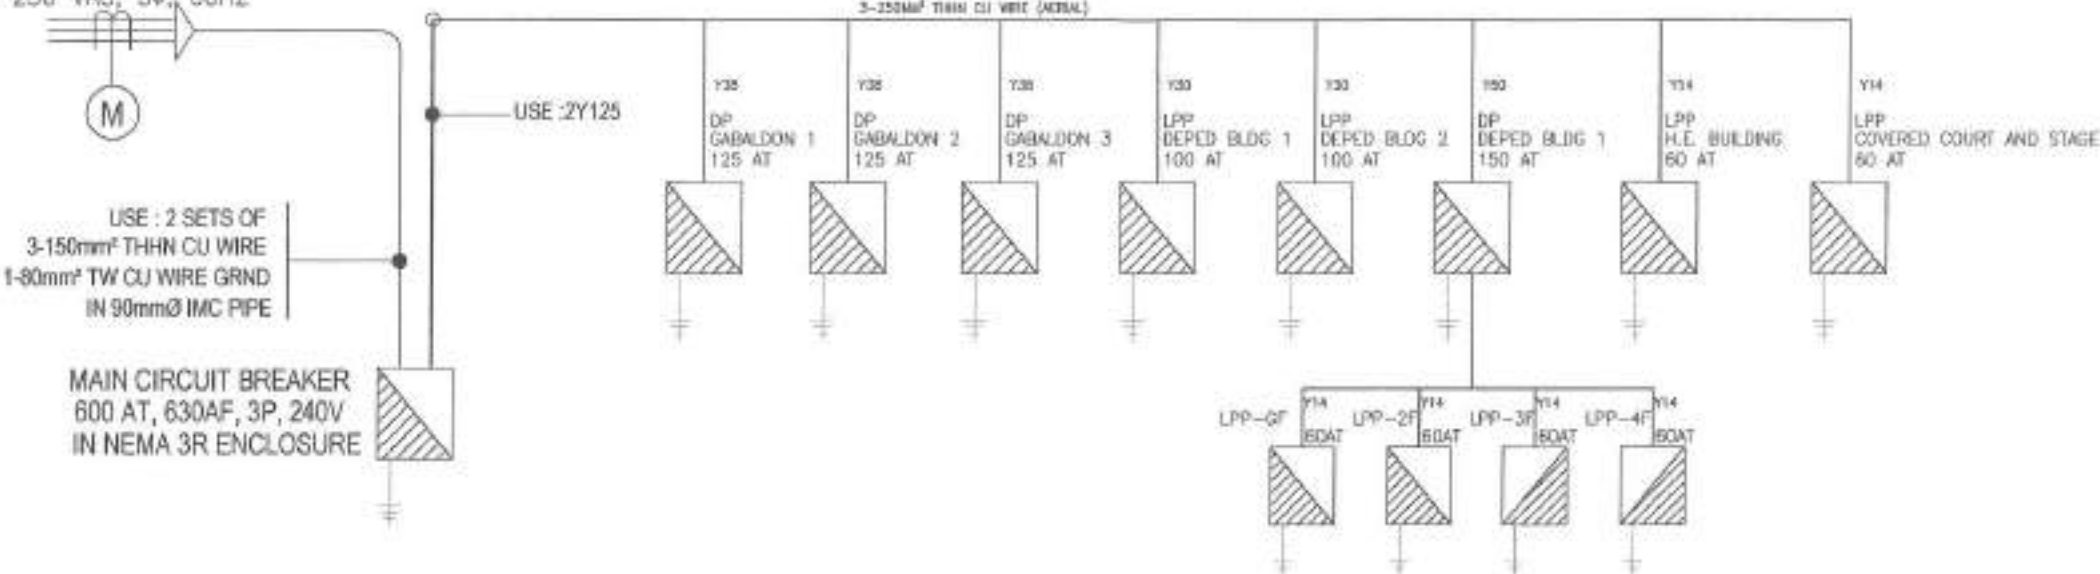 230 VAC, 3Φ, 60HZ
M
USE : 2 SETS OF
3-150mm² THHN CU WIRE
1-80mm² TW CU WIRE GRND
IN 90mmØ IMC PIPE
MAIN CIRCUIT BREAKER
600 AT, 630AF, 3P, 240V
IN NEMA 3R ENCLOSURE
USE :2Y125
3-250MM² THHN CU WIRE (AERIAL)
Y38
DP
GABALDON 1
125 AT
Y38
DP
GABALDON 2
125 AT
Y38
DP
GABALDON 3
125 AT
Y30
LPP
DEPED BLDG 1
100 AT
Y30
LPP
DEPED BLDG 2
100 AT
Y50
DP
DEPED BLDG 1
150 AT
Y14
LPP
H.E. BUILDING
60 AT
Y14
LPP
COVERED COURT AND STAGE
60 AT
LPP-GF
Y14
60AT
LPP-2F
Y14
60AT
LPP-3F
Y14
60AT
LPP-4F
Y14
60AT